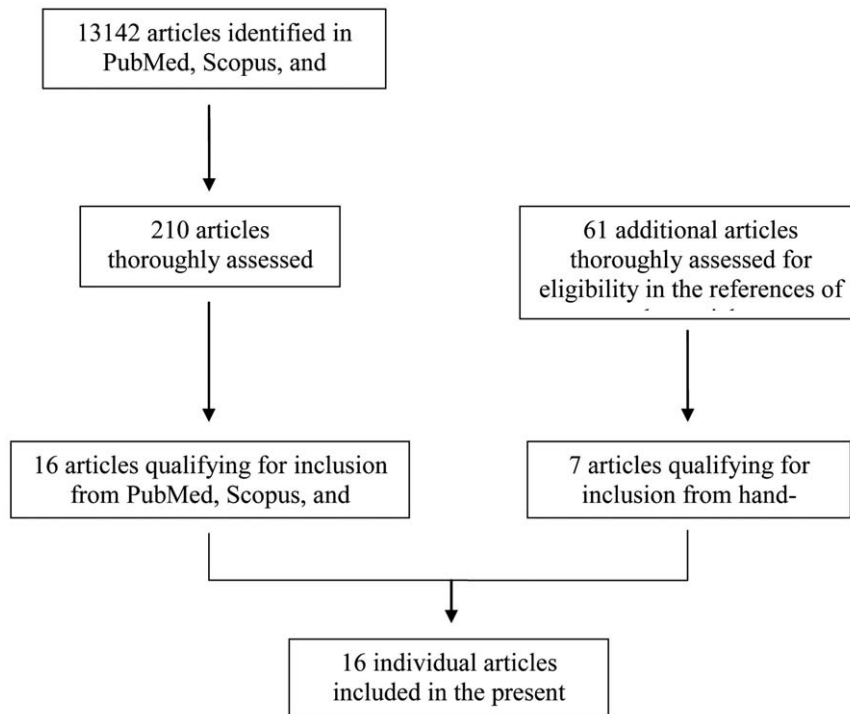 13142 articles identified in
PubMed, Scopus, and
210 articles
thoroughly assessed
61 additional articles
thoroughly assessed for
eligibility in the references of
16 articles qualifying for inclusion
from PubMed, Scopus, and
7 articles qualifying for
inclusion from hand-
16 individual articles
included in the present